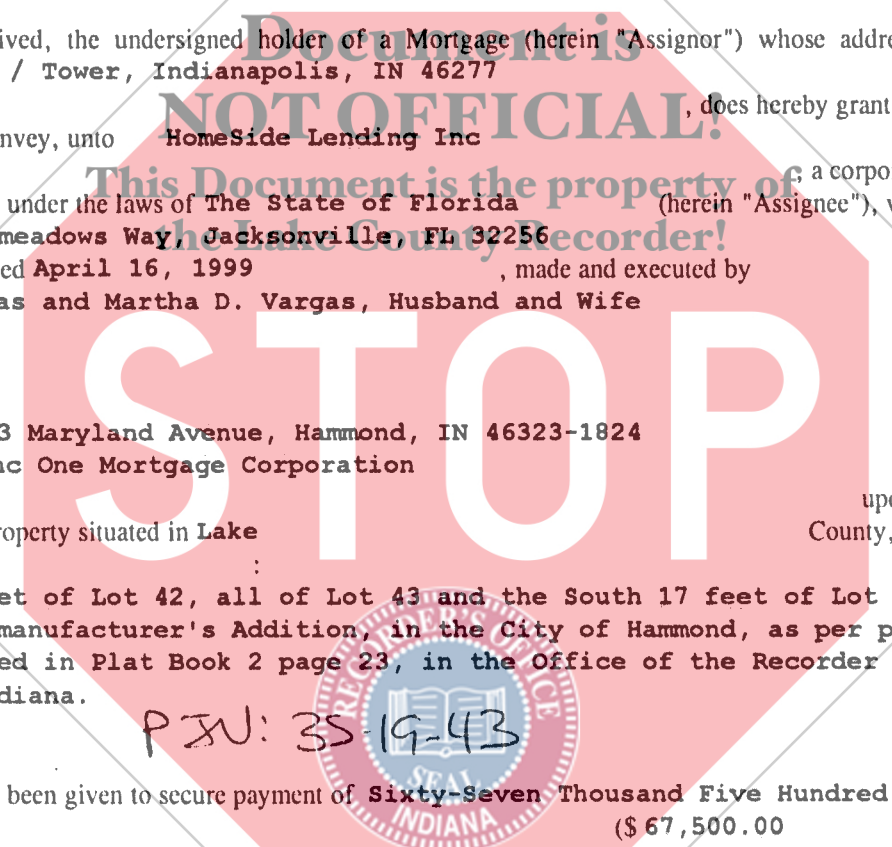 ived, the undersigned holder of a Mortgage (herein "Assignor") whose addre
Document is
/ Tower, Indianapolis, IN 46277
NOT OFFICIAL!
, does hereby grant
nvey, unto HomeSide Lending Inc
This Document is the property of
, a corpo
under the laws of The State of Florida (herein "Assignee"), w
meadows Way, Jacksonville, FL 32256
the Lake County Recorder!
ed April 16, 1999 , made and executed by
as and Martha D. Vargas, Husband and Wife
STOP
3 Maryland Avenue, Hammond, IN 46323-1824
nc One Mortgage Corporation
upo
roperty situated in Lake County,
:
et of Lot 42, all of Lot 43 and the South 17 feet of Lot
manufacturer's Addition, in the City of Hammond, as per p
ed in Plat Book 2 page 23, in the Office of the Recorder
diana.
PIN: 35-19-43
RECORDER'S OFFICE
SEAL
INDIANA
been given to secure payment of Sixty-Seven Thousand Five Hundred
($ 67,500.00